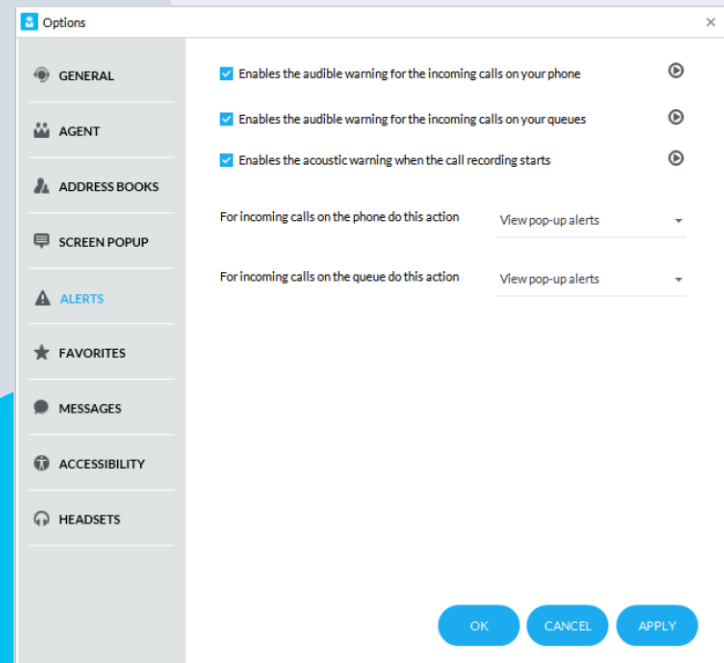 Options
GENERAL
AGENT
ADDRESS BOOKS
SCREEN POPUP
ALERTS
FAVORITES
MESSAGES
ACCESSIBILITY
HEADSETS
Enables the audible warning for the incoming calls on your phone
Enables the audible warning for the incoming calls on your queues
Enables the acoustic warning when the call recording starts
For incoming calls on the phone do this action View pop-up alerts
For incoming calls on the queue do this action View pop-up alerts
OK CANCEL APPLY